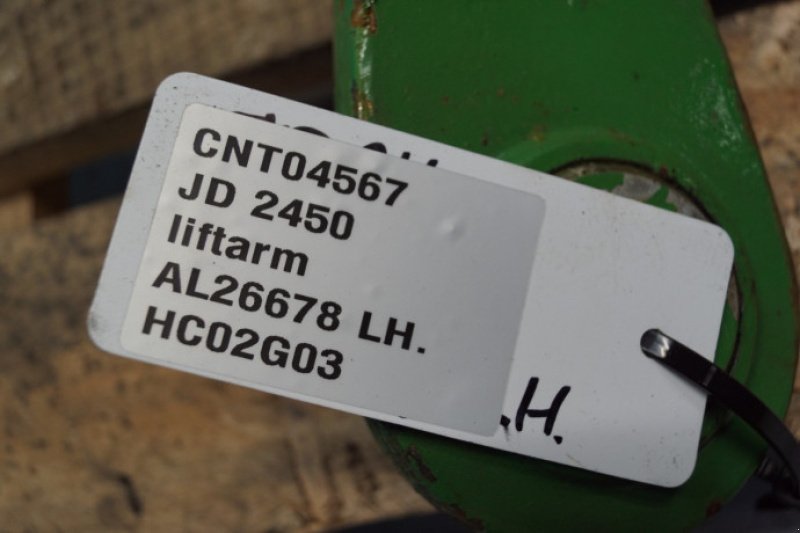 CNT04567
JD 2450
liftarm
AL26678 LH.
HC02G03
.H.